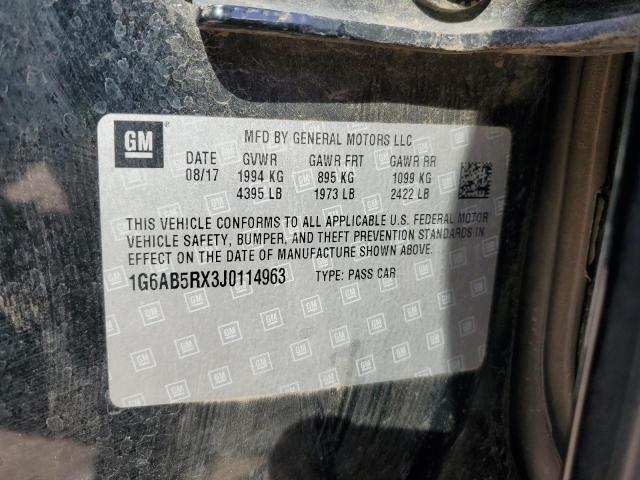 GM ® MFD BY GENERAL MOTORS LLC
DATE GVWR GAWR FRT GAWR RR
08/17 1994 KG 895 KG 1099 KG
4395 LB 1973 LB 2422 LB
THIS VEHICLE CONFORMS TO ALL APPLICABLE U.S. FEDERAL MOTOR
VEHICLE SAFETY, BUMPER, AND THEFT PREVENTION STANDARDS IN
EFFECT ON THE DATE OF MANUFACTURE SHOWN ABOVE.
1G6AB5RX3J0114963 TYPE: PASS CAR